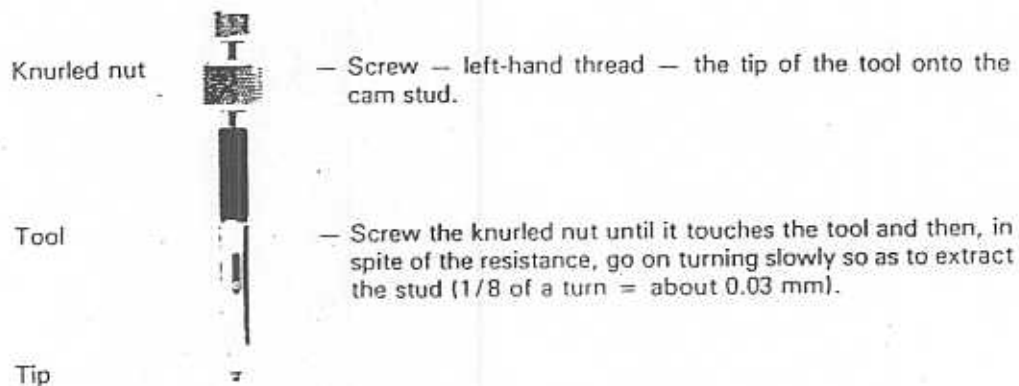 Knurled nut
— Screw — left-hand thread — the tip of the tool onto the
cam stud.
Tool
— Screw the knurled nut until it touches the tool and then, in
spite of the resistance, go on turning slowly so as to extract
the stud (1/8 of a turn = about 0.03 mm).
Tip